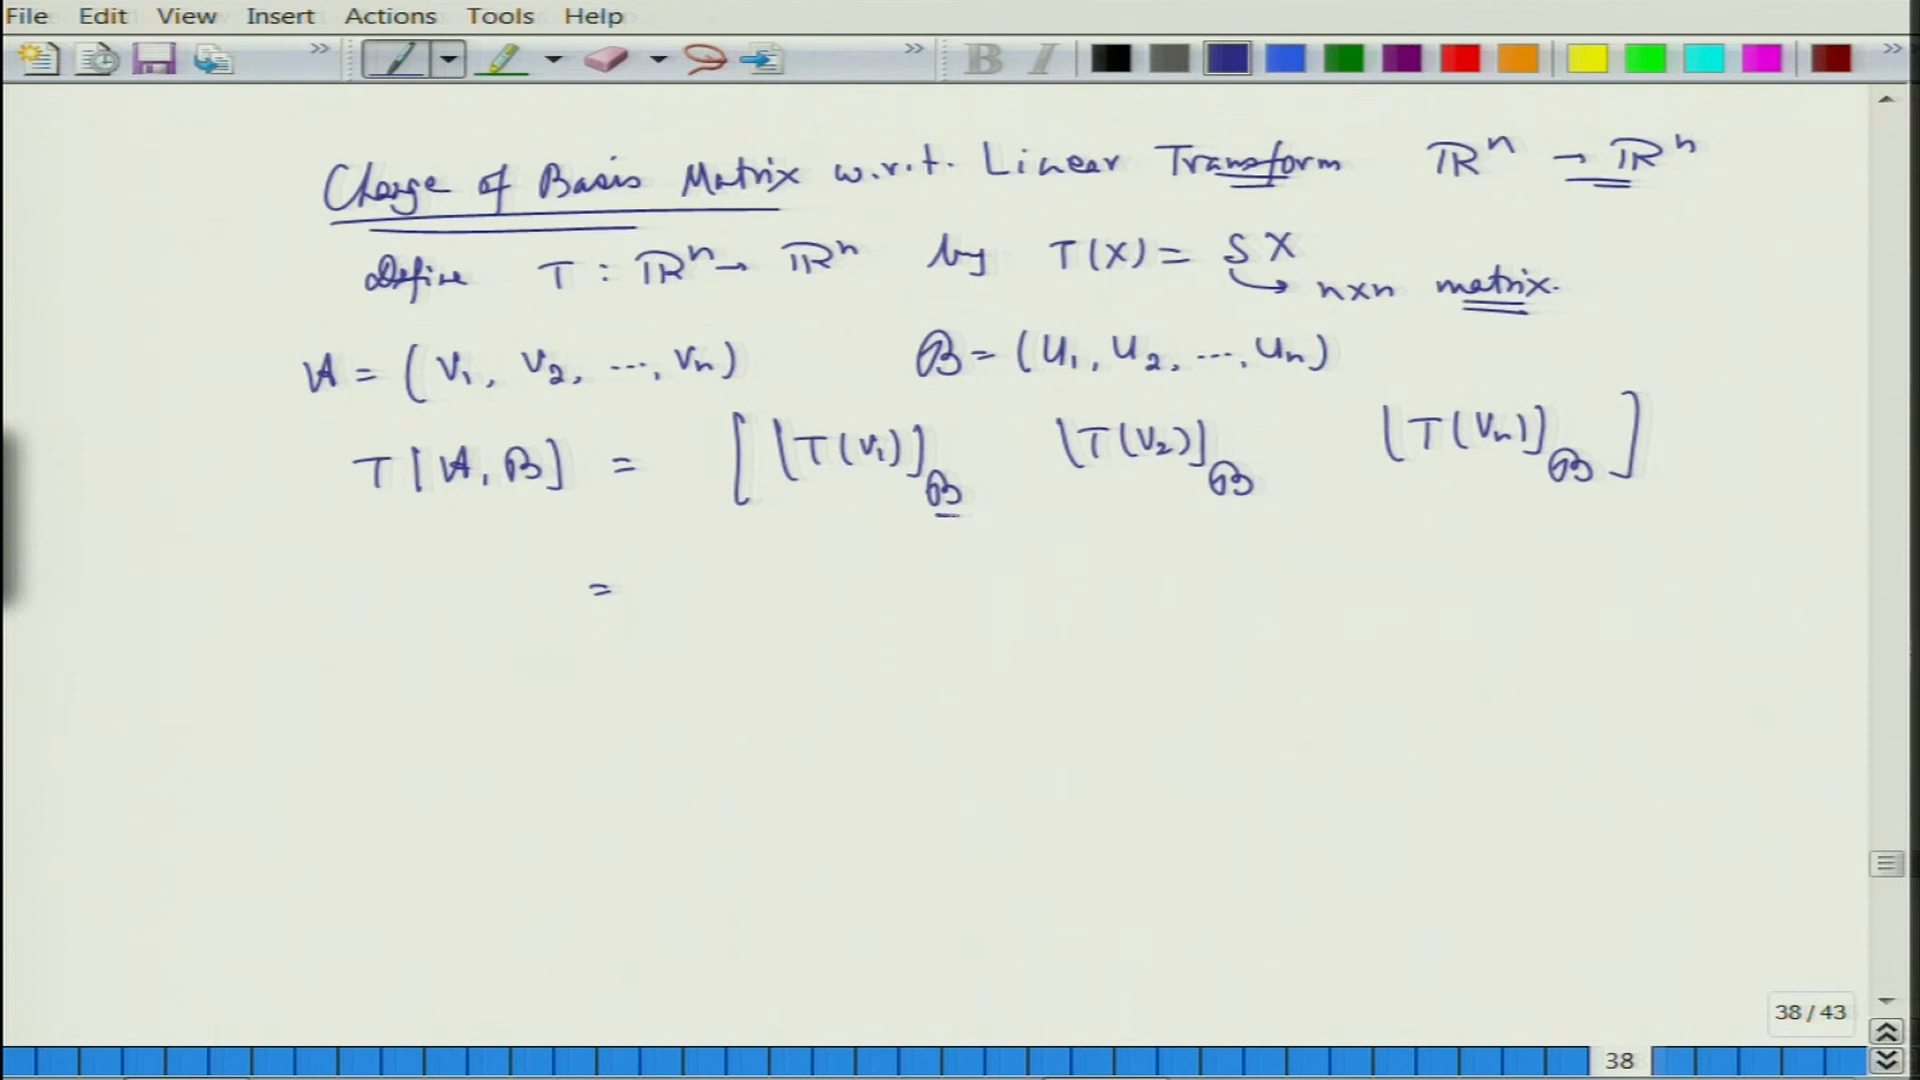 File Edit View Insert Actions Tools Help
B I
Change of Basis Matrix w.r.t. Linear Transform ℝⁿ → ℝⁿ
Define T : ℝⁿ → ℝⁿ by T(X) = S X
↳ n×n matrix.
A = (v₁, v₂, ..., vₙ) B = (u₁, u₂, ..., uₙ)
T[A, B] = [ [T(v₁)]_B [T(v₂)]_B [T(vₙ)]_B ]
=
38 / 43
38